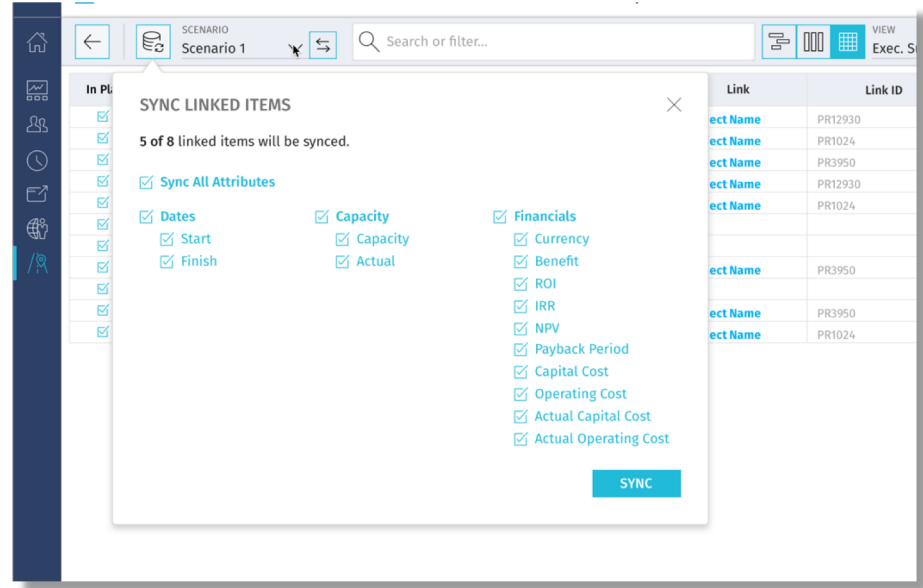 SCENARIO
Scenario 1
Search or filter...
VIEW
Exec. S
In Pl
Link
Link ID
SYNC LINKED ITEMS
5 of 8 linked items will be synced.
Sync All Attributes
Dates
Start
Finish
Capacity
Capacity
Actual
Financials
Currency
Benefit
ROI
IRR
NPV
Payback Period
Capital Cost
Operating Cost
Actual Capital Cost
Actual Operating Cost
SYNC
ect Name PR12930
ect Name PR1024
ect Name PR3950
ect Name PR12930
ect Name PR1024
ect Name PR3950
ect Name PR3950
ect Name PR1024